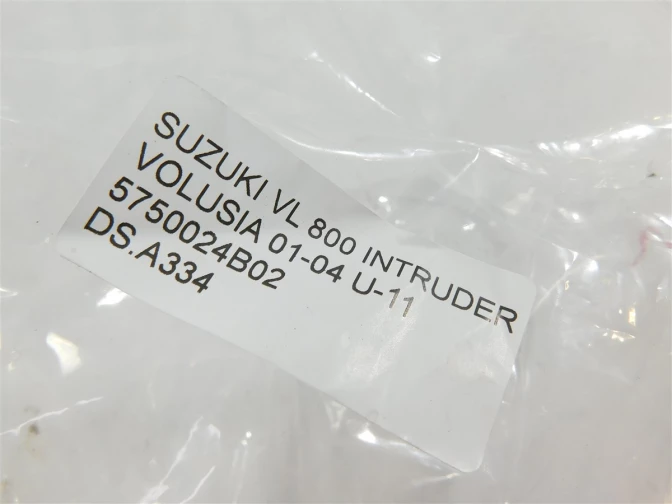 SUZUKI VL 800 INTRUDER
VOLUSIA 01-04 U-11
5750024B02
DS.A334